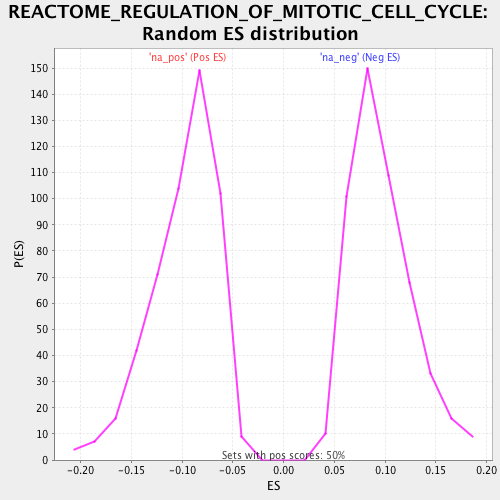 REACTOME_REGULATION_OF_MITOTIC_CELL_CYCLE:
Random ES distribution
'na_pos' (Pos ES) 'na_neg' (Neg ES)
150
140
130
120
110
100
90
80
70
60
50
40
30
20
10
0
P(ES)
Sets with pos scores: 50%
-0.20 -0.15 -0.10 -0.05 0.00 0.05 0.10 0.15 0.20
ES